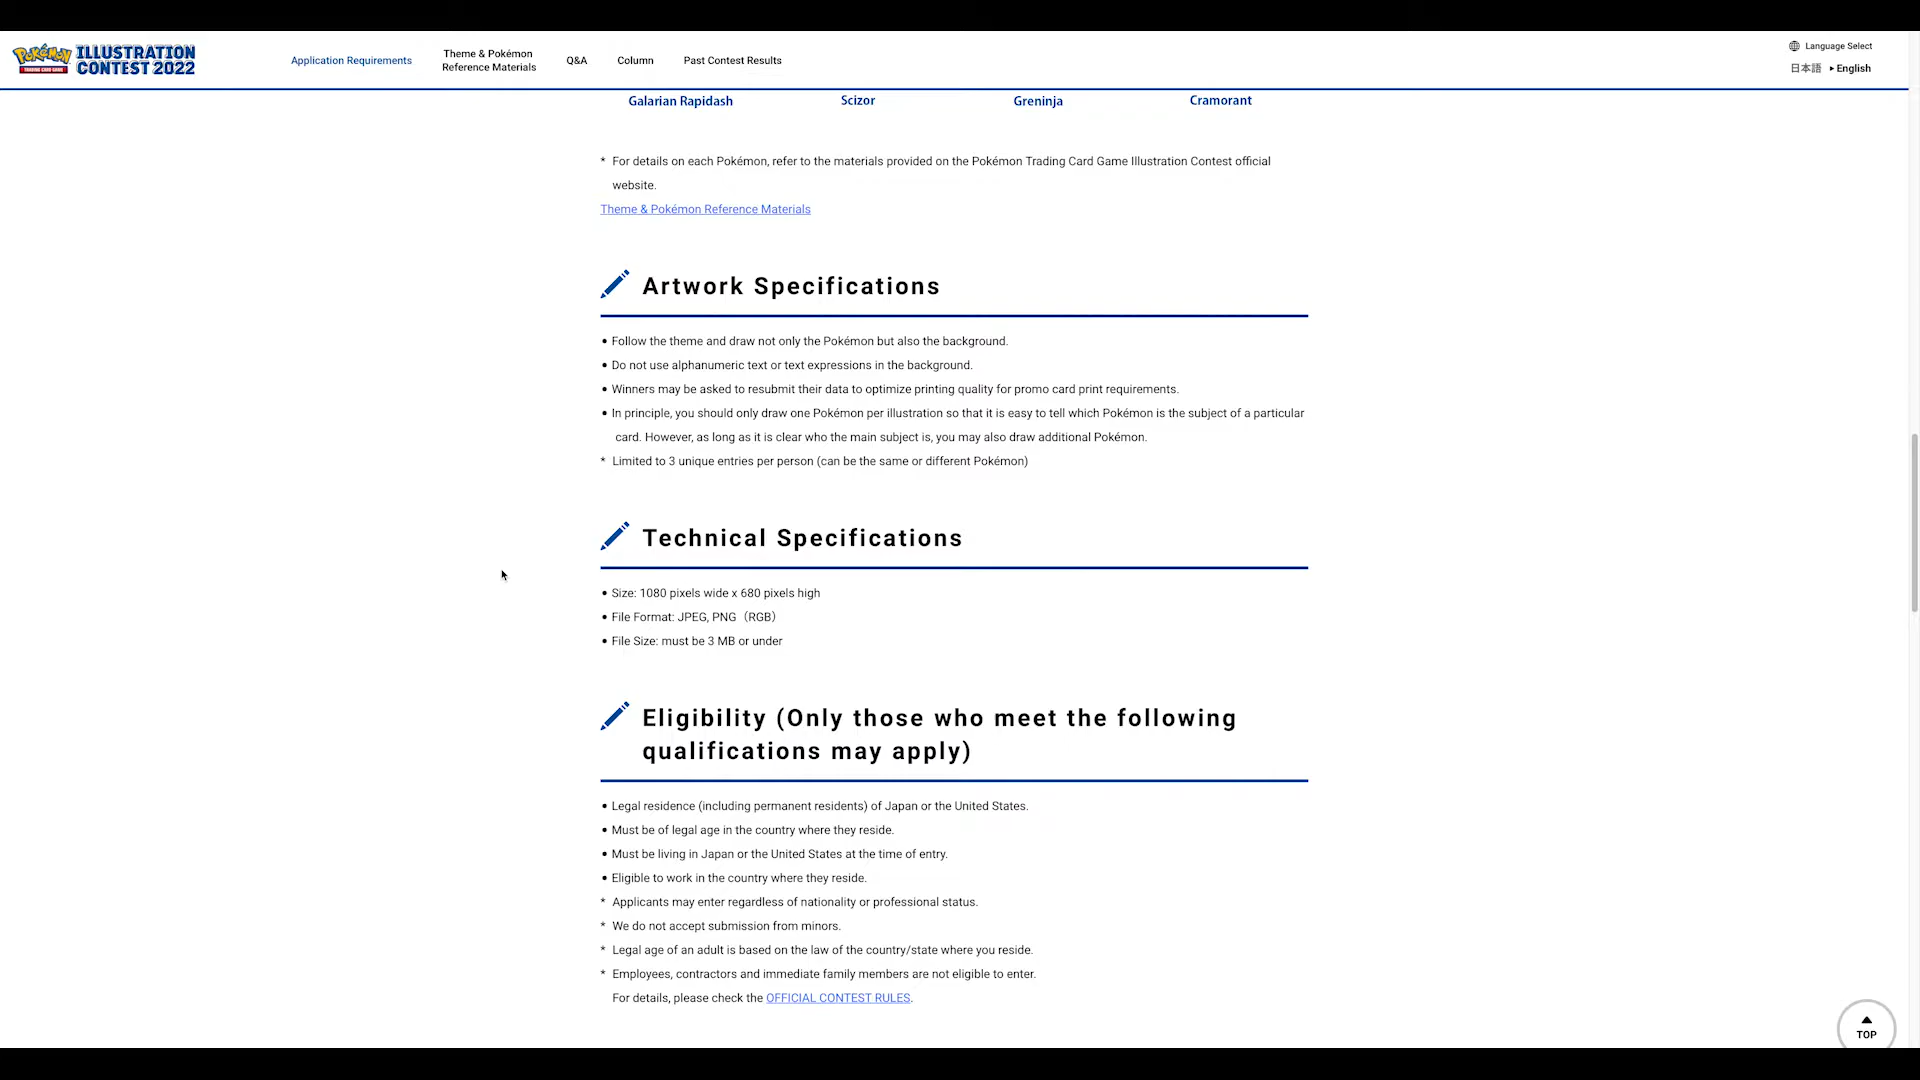 Pokémon
TRADING CARD GAME
ILLUSTRATION
CONTEST 2022
Application Requirements
Theme & Pokémon
Reference Materials
Q&A
Column
Past Contest Results
Language Select
日本語 ▸ English
Galarian Rapidash
Scizor
Greninja
Cramorant
* For details on each Pokémon, refer to the materials provided on the Pokémon Trading Card Game Illustration Contest official
website.
Theme & Pokémon Reference Materials
Artwork Specifications
• Follow the theme and draw not only the Pokémon but also the background.
• Do not use alphanumeric text or text expressions in the background.
• Winners may be asked to resubmit their data to optimize printing quality for promo card print requirements.
• In principle, you should only draw one Pokémon per illustration so that it is easy to tell which Pokémon is the subject of a particular
card. However, as long as it is clear who the main subject is, you may also draw additional Pokémon.
* Limited to 3 unique entries per person (can be the same or different Pokémon)
Technical Specifications
• Size: 1080 pixels wide x 680 pixels high
• File Format: JPEG, PNG（RGB）
• File Size: must be 3 MB or under
Eligibility (Only those who meet the following
qualifications may apply)
• Legal residence (including permanent residents) of Japan or the United States.
• Must be of legal age in the country where they reside.
• Must be living in Japan or the United States at the time of entry.
• Eligible to work in the country where they reside.
* Applicants may enter regardless of nationality or professional status.
* We do not accept submission from minors.
* Legal age of an adult is based on the law of the country/state where you reside.
* Employees, contractors and immediate family members are not eligible to enter.
For details, please check the OFFICIAL CONTEST RULES.
TOP